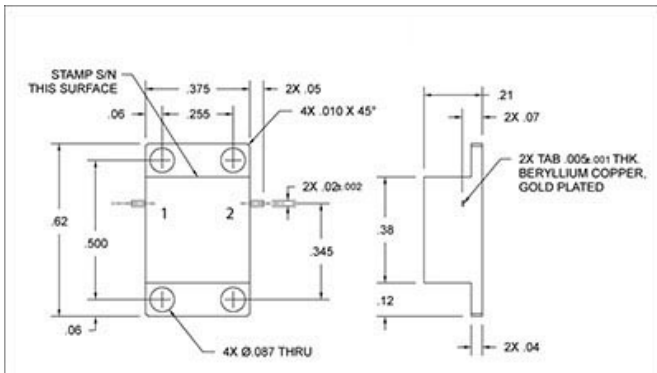 STAMP S/N
THIS SURFACE
.375
2X .05
.06
.255
4X .010 X 45°
.21
2X .07
2X TAB .005±.001 THK.
BERYLLIUM COPPER,
GOLD PLATED
2X .02±.002
1
2
.62
.500
.345
.38
.12
.06
4X Ø.087 THRU
2X .04